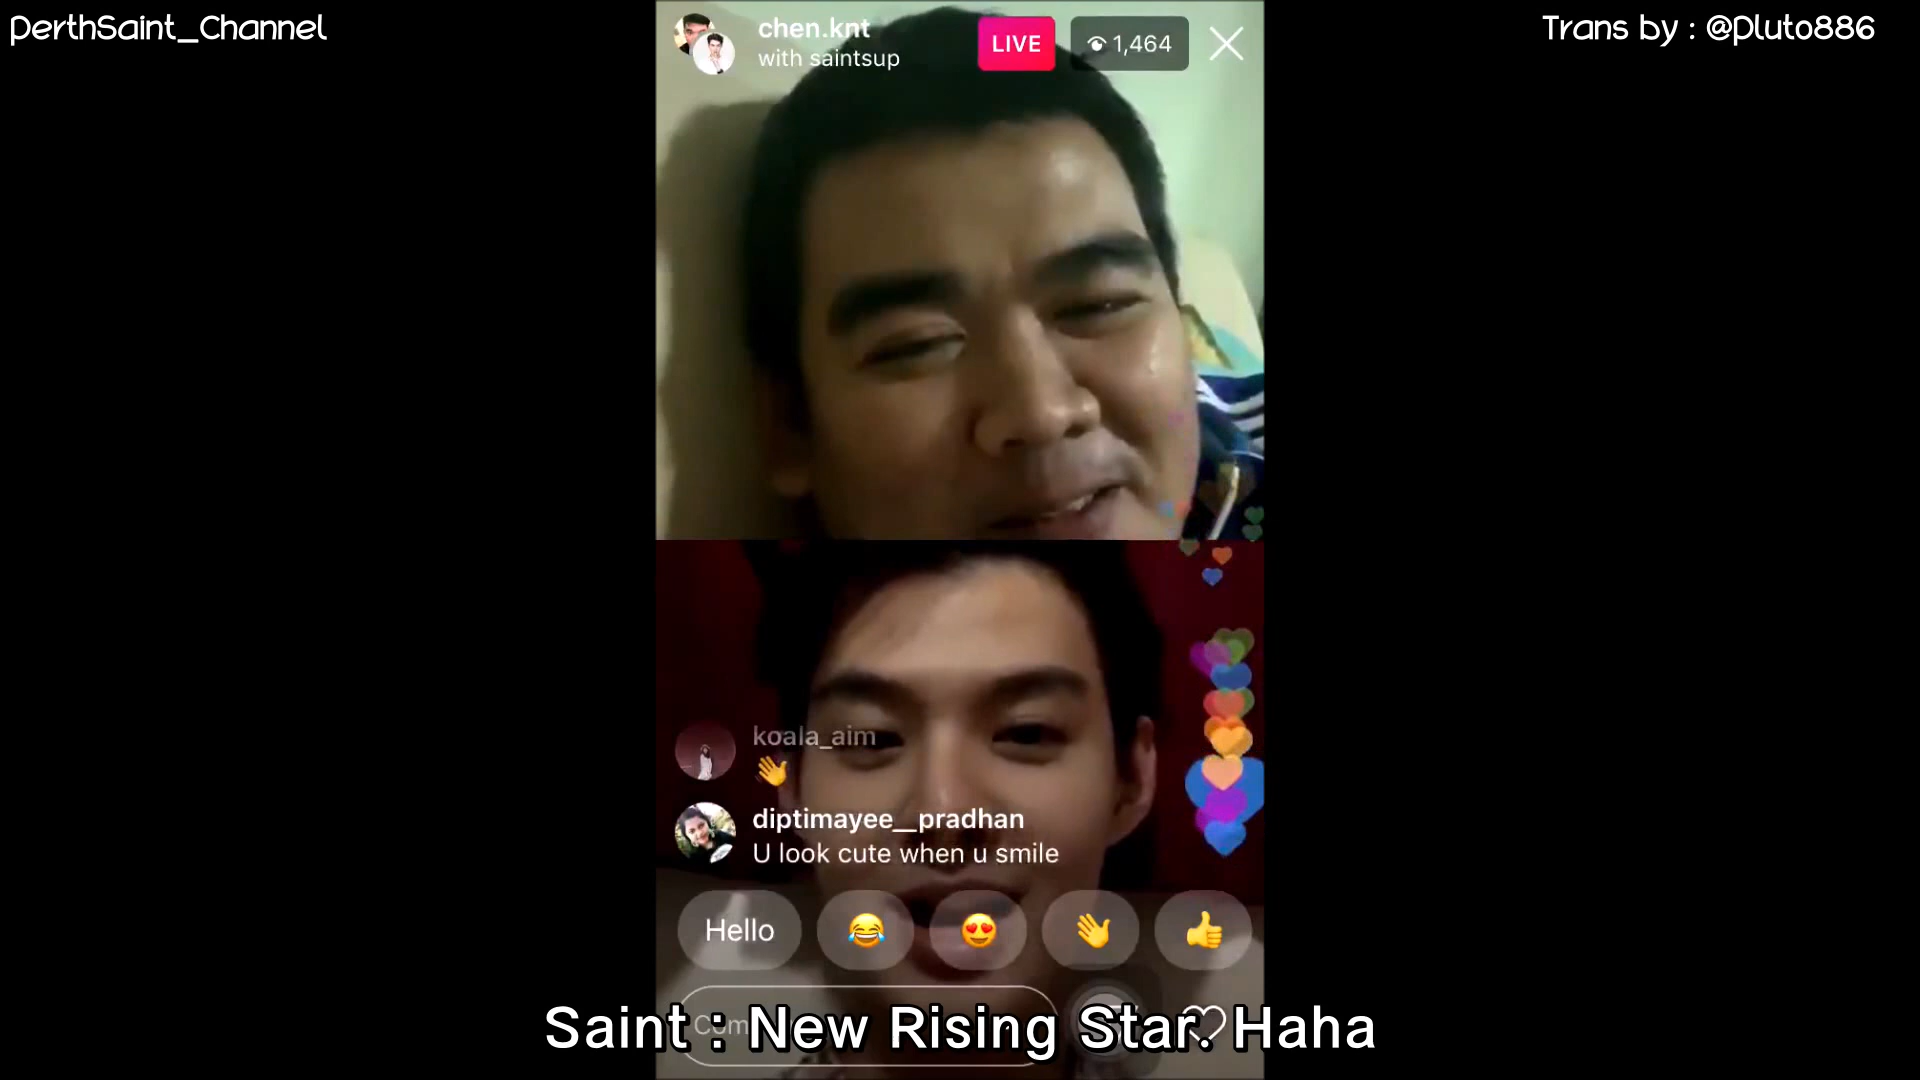 PerthSaint_Channel
Trans by : @Pluto886
chen.knt
with saintsup
LIVE
1,464
koala_aim
diptimayee__pradhan
U look cute when u smile
Hello
Saint : New Rising Star. Haha